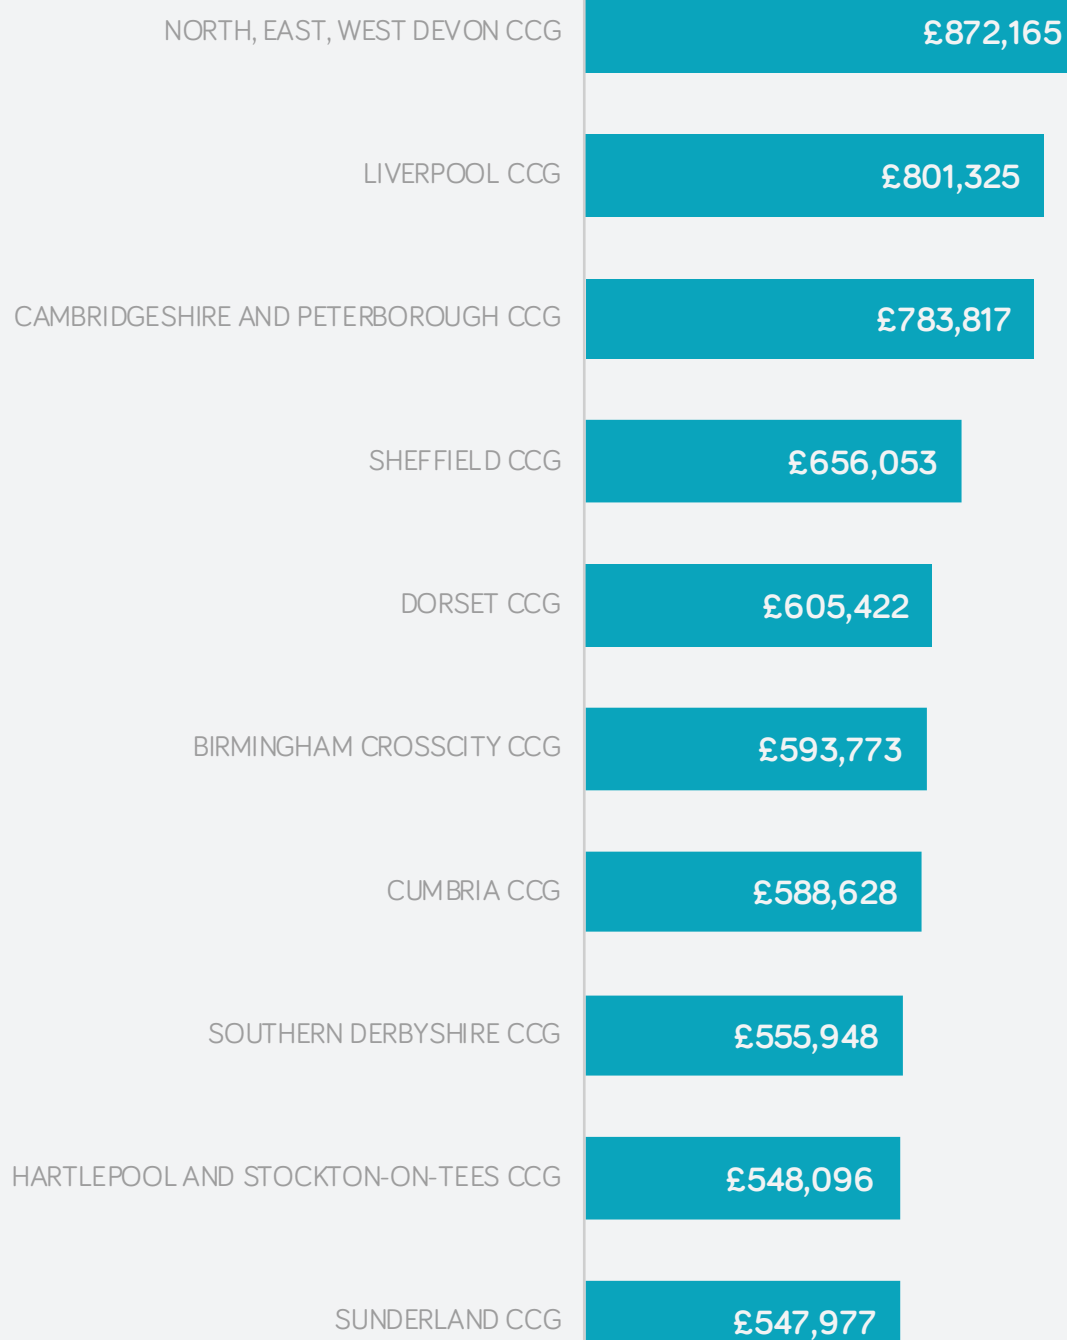 NORTH, EAST, WEST DEVON CCG £872,165
LIVERPOOL CCG £801,325
CAMBRIDGESHIRE AND PETERBOROUGH CCG £783,817
SHEFFIELD CCG £656,053
DORSET CCG £605,422
BIRMINGHAM CROSSCITY CCG £593,773
CUMBRIA CCG £588,628
SOUTHERN DERBYSHIRE CCG £555,948
HARTLEPOOL AND STOCKTON-ON-TEES CCG £548,096
SUNDERLAND CCG £547,977